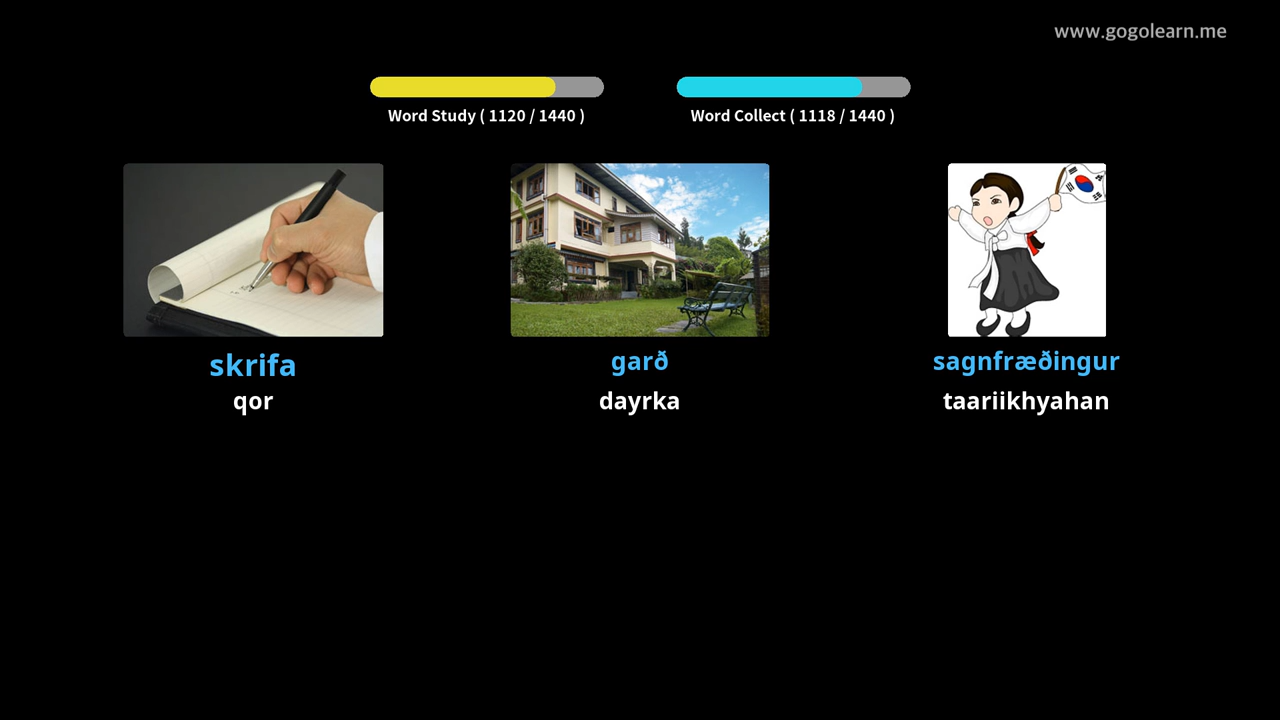 www.gogolearn.me
Word Study ( 1120 / 1440 )
Word Collect ( 1118 / 1440 )
skrifa
garð
sagnfræðingur
qor
dayrka
taariikhyahan